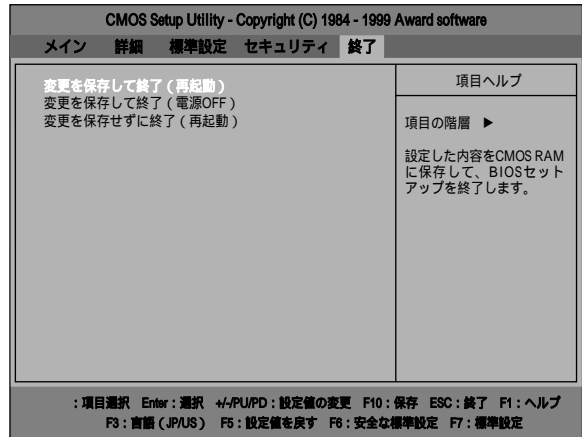 CMOS Setup Utility - Copyright (C) 1984 - 1999 Award software
メイン 詳細 標準設定 セキュリティ 終了
変更を保存して終了（再起動）
変更を保存して終了（電源OFF）
変更を保存せずに終了（再起動）
項目ヘルプ
項目の階層 ▶
設定した内容をCMOS RAM
に保存して、BIOSセット
アップを終了します。
：項目選択 Enter：選択 +/-/PU/PD：設定値の変更 F10：保存 ESC：終了 F1：ヘルプ
F3：言語（JP/US） F5：設定値を戻す F6：安全な標準設定 F7：標準設定